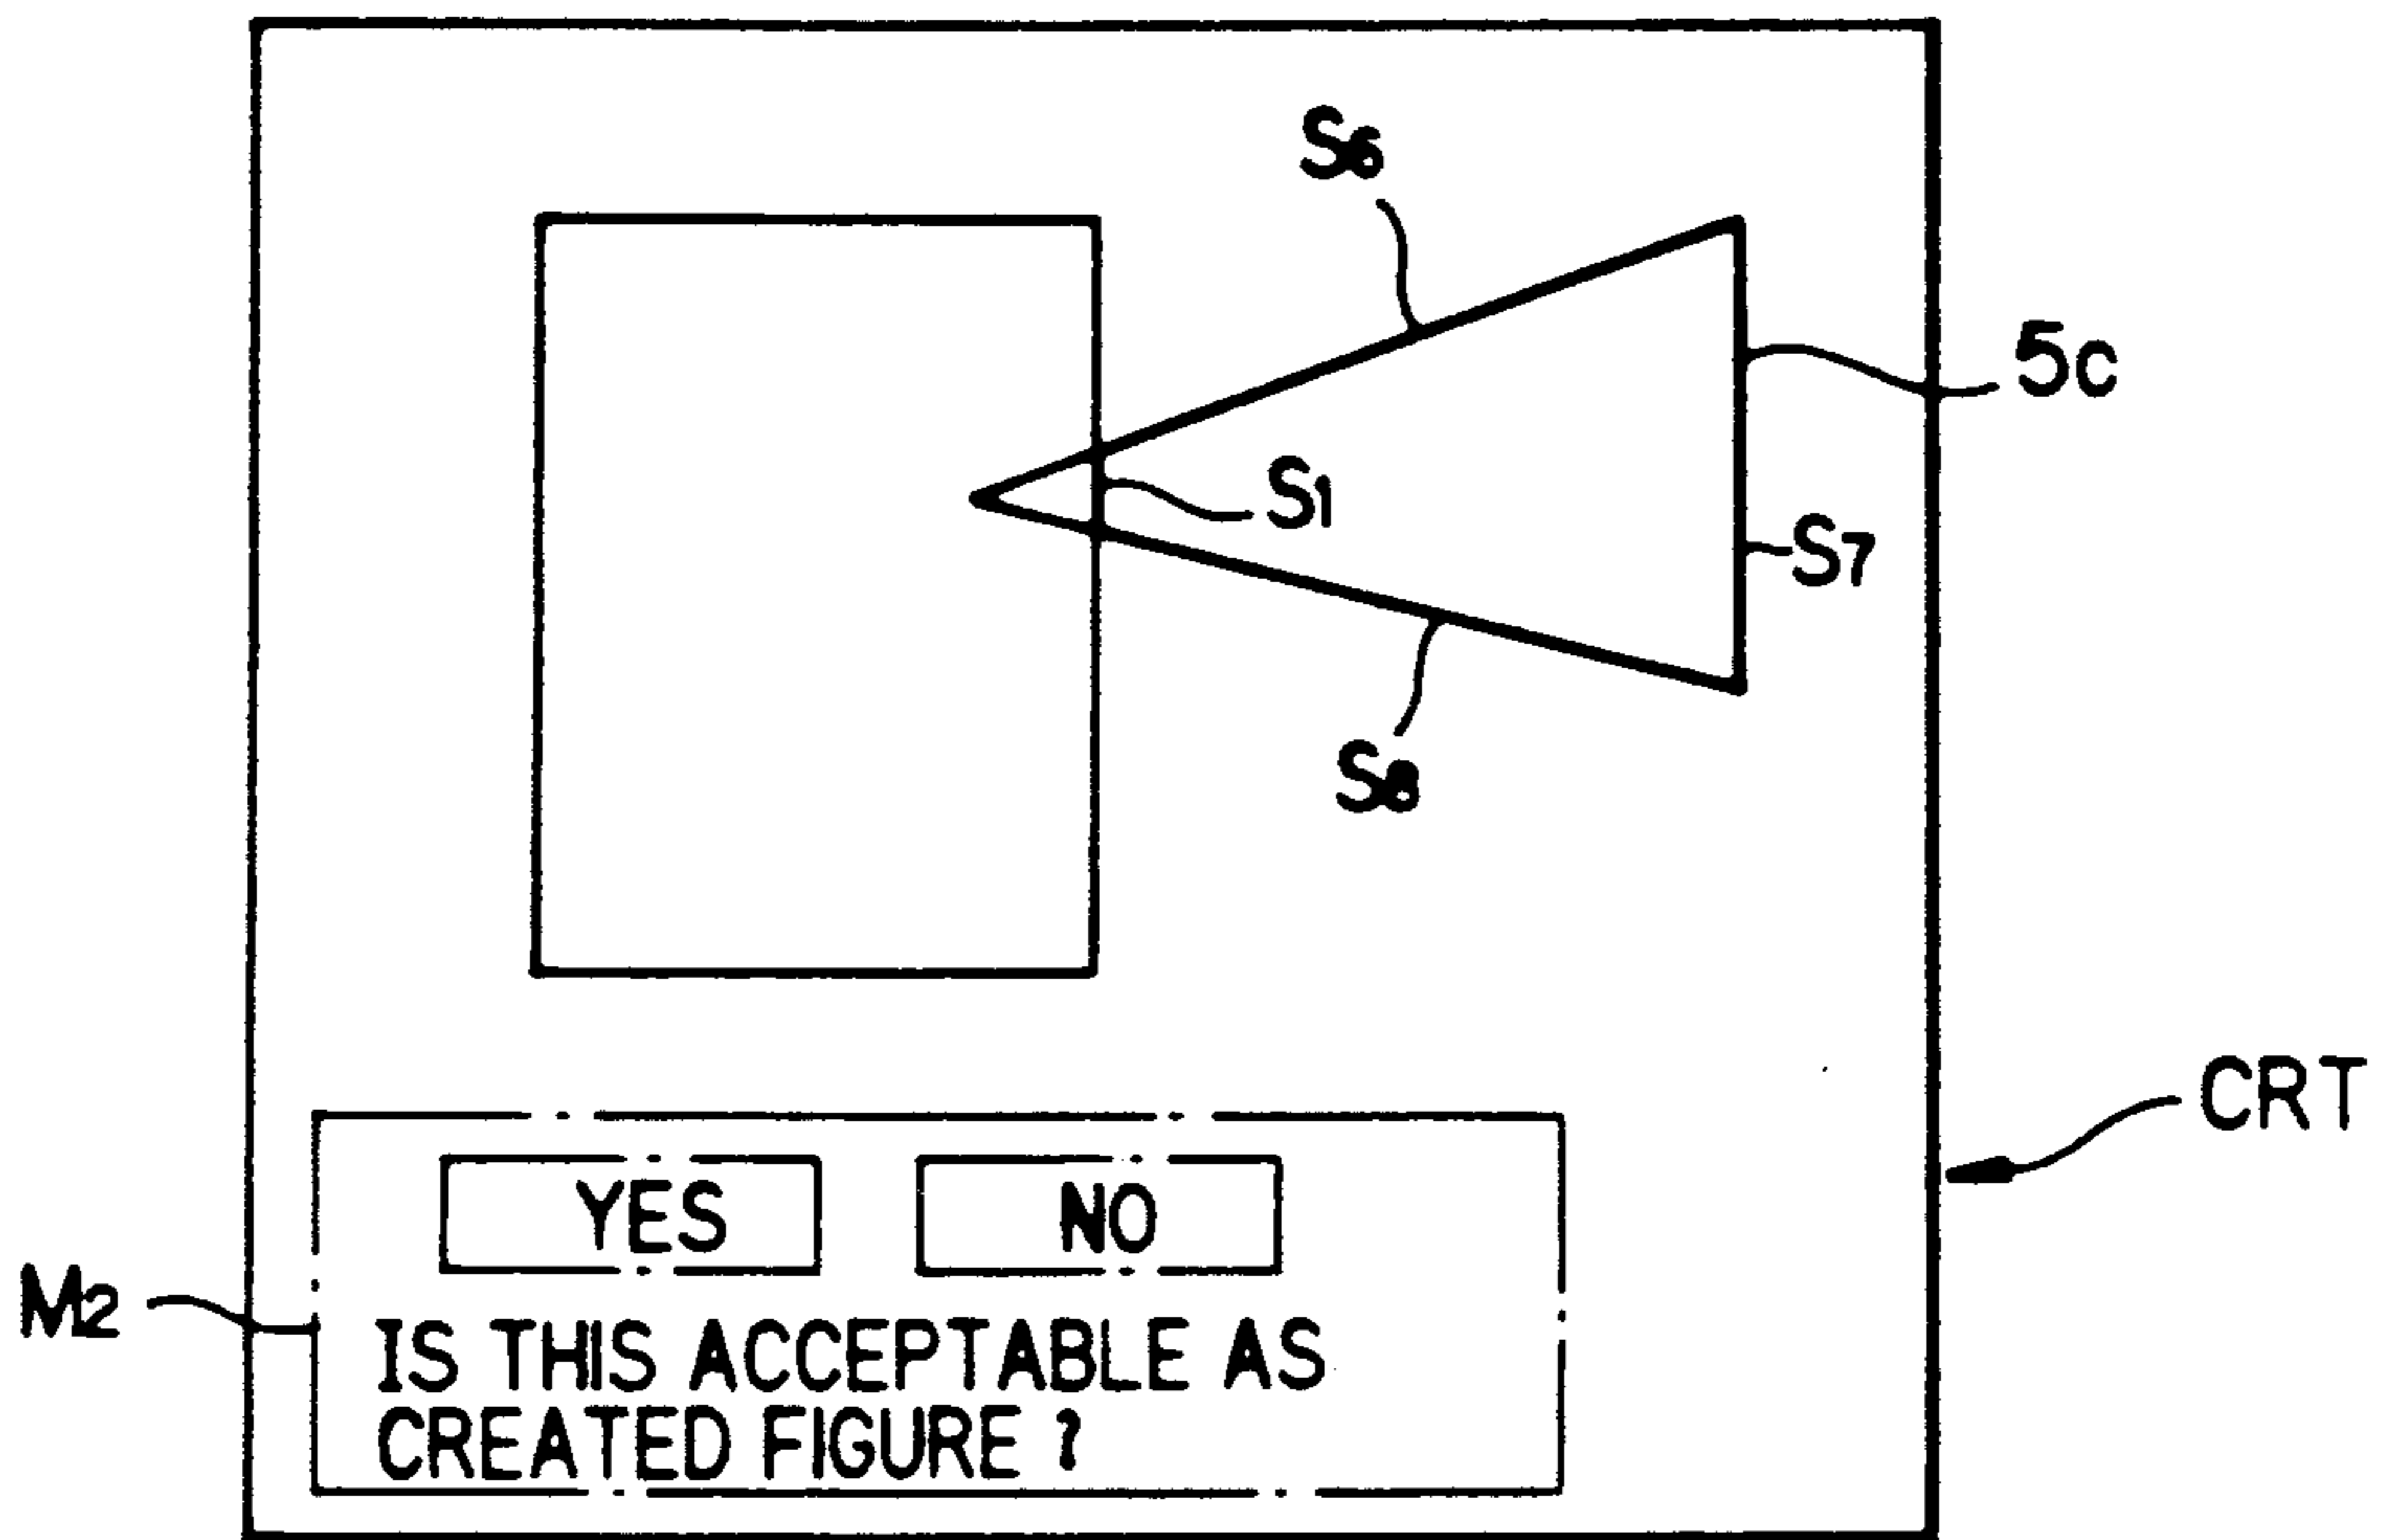 S6
5C
S1
S7
S8
CRT
YES NO
M2
IS THIS ACCEPTABLE AS
CREATED FIGURE ?